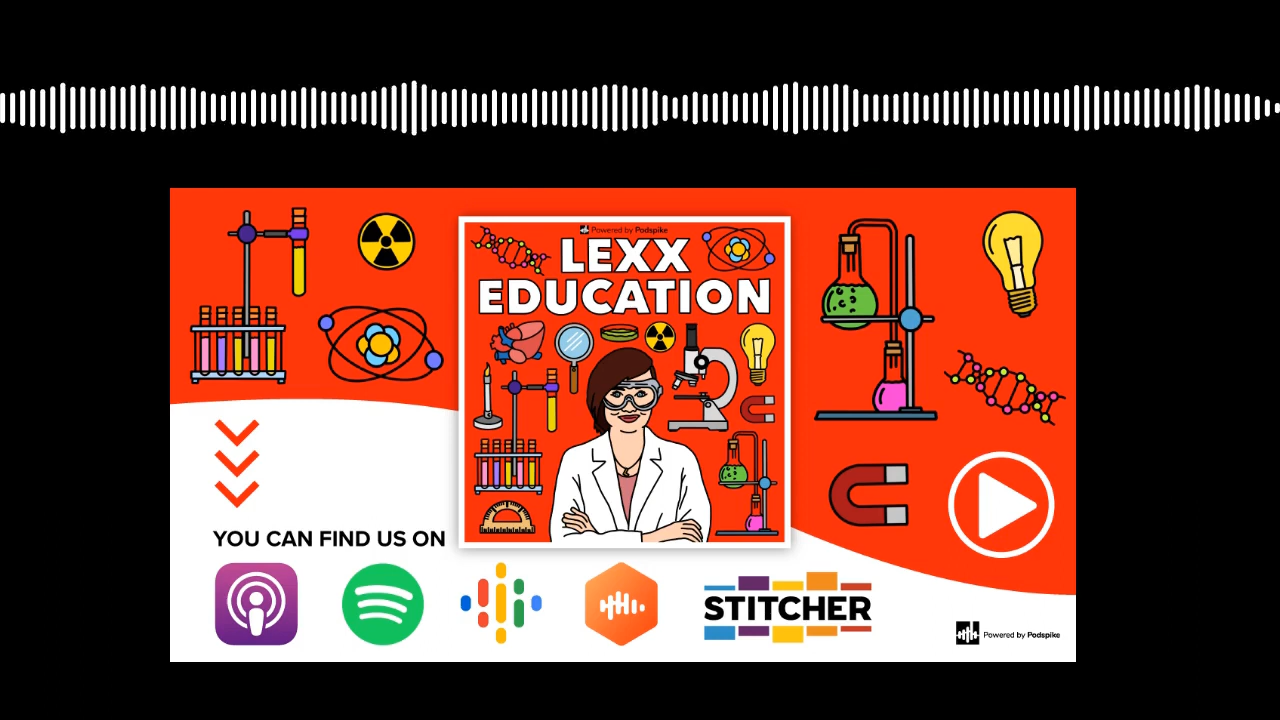 Powered by Podspike
LEXX
EDUCATION
YOU CAN FIND US ON
STITCHER
Powered by Podspike